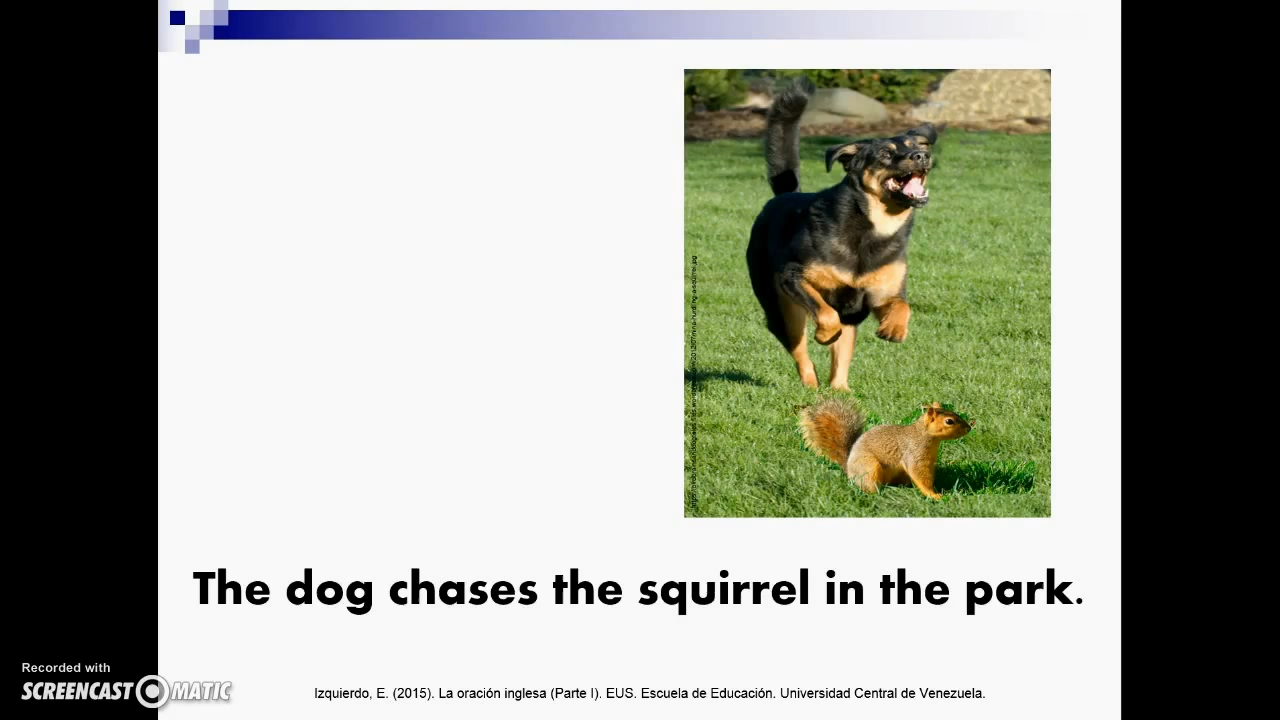 The dog chases the squirrel in the park.
Recorded with
SCREENCAST MATIC
Izquierdo, E. (2015). La oración inglesa (Parte I). EUS. Escuela de Educación. Universidad Central de Venezuela.